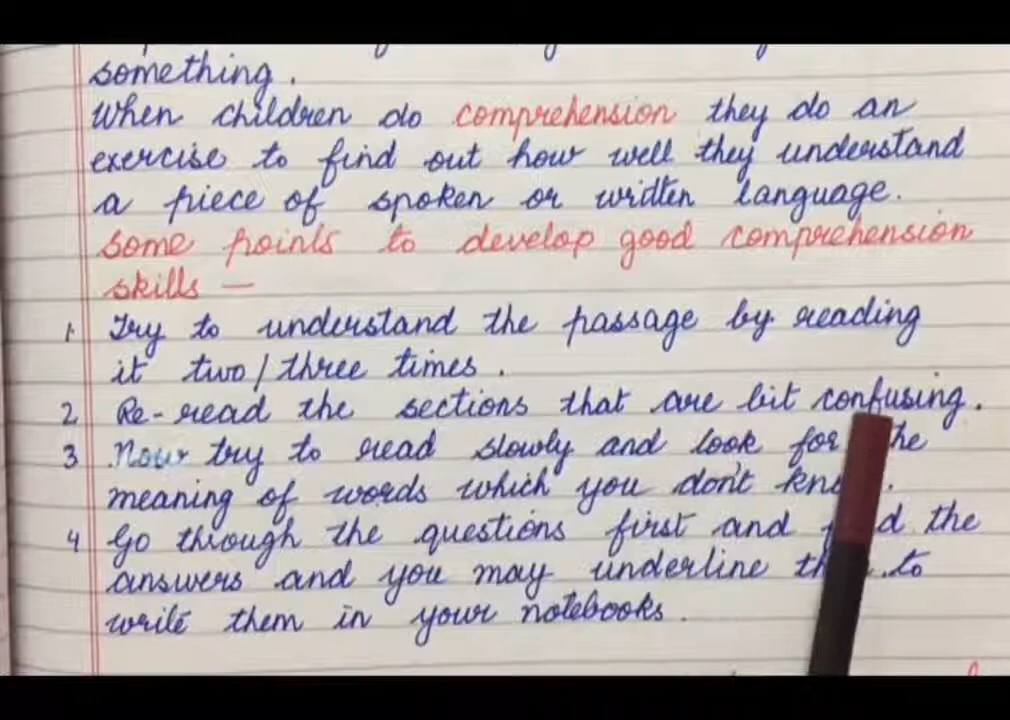 something.
When children do comprehension they do an
exercise to find out how well they understand
a piece of spoken or written language.
Some points to develop good comprehension
skills —
1 Try to understand the passage by reading
it two/three times.
2 Re-read the sections that are bit confusing.
3 Now try to read slowly and look for the
meaning of words which you don't
4 Go through the questions first and the
answers and you may underline to
write them in your notebooks.